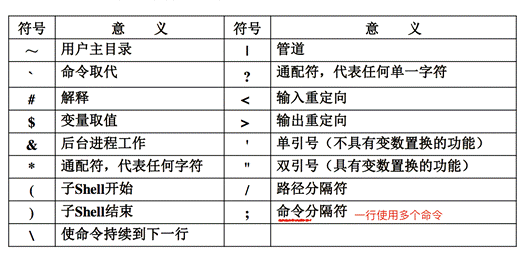 符号 意 义 符号 意 义
~ 用户主目录 | 管道
` 命令取代 ? 通配符，代表任何单一字符
# 解释 < 输入重定向
$ 变量取值 > 输出重定向
& 后台进程工作 ' 单引号（不具有变数置换的功能）
* 通配符，代表任何字符 " 双引号（具有变数置换的功能）
( 子Shell开始 / 路径分隔符
) 子Shell结束 ; 命令分隔符 一行使用多个命令
\ 使命令持续到下一行